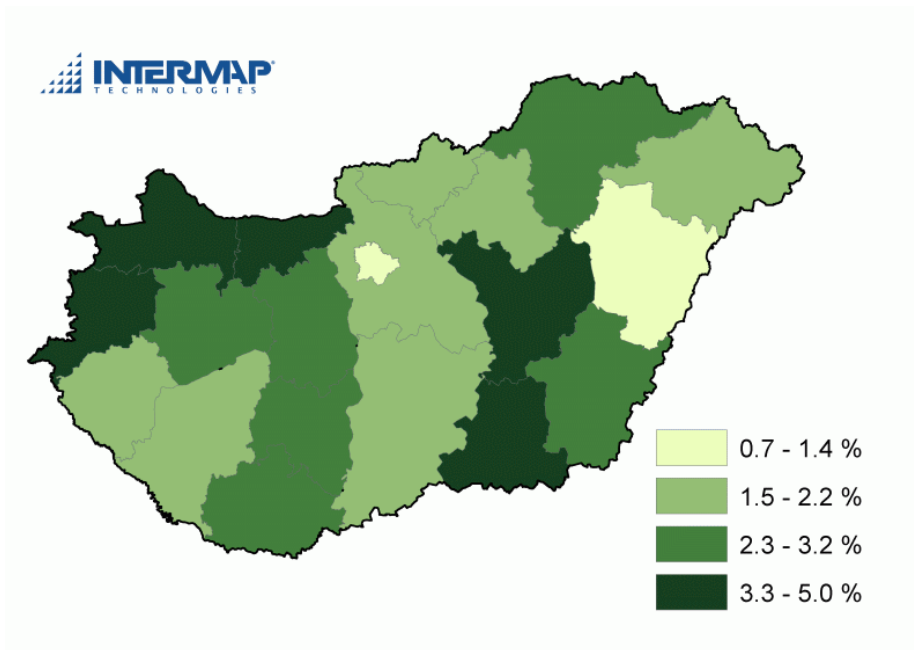 INTERMAP®
TECHNOLOGIES
0.7 - 1.4 %
1.5 - 2.2 %
2.3 - 3.2 %
3.3 - 5.0 %